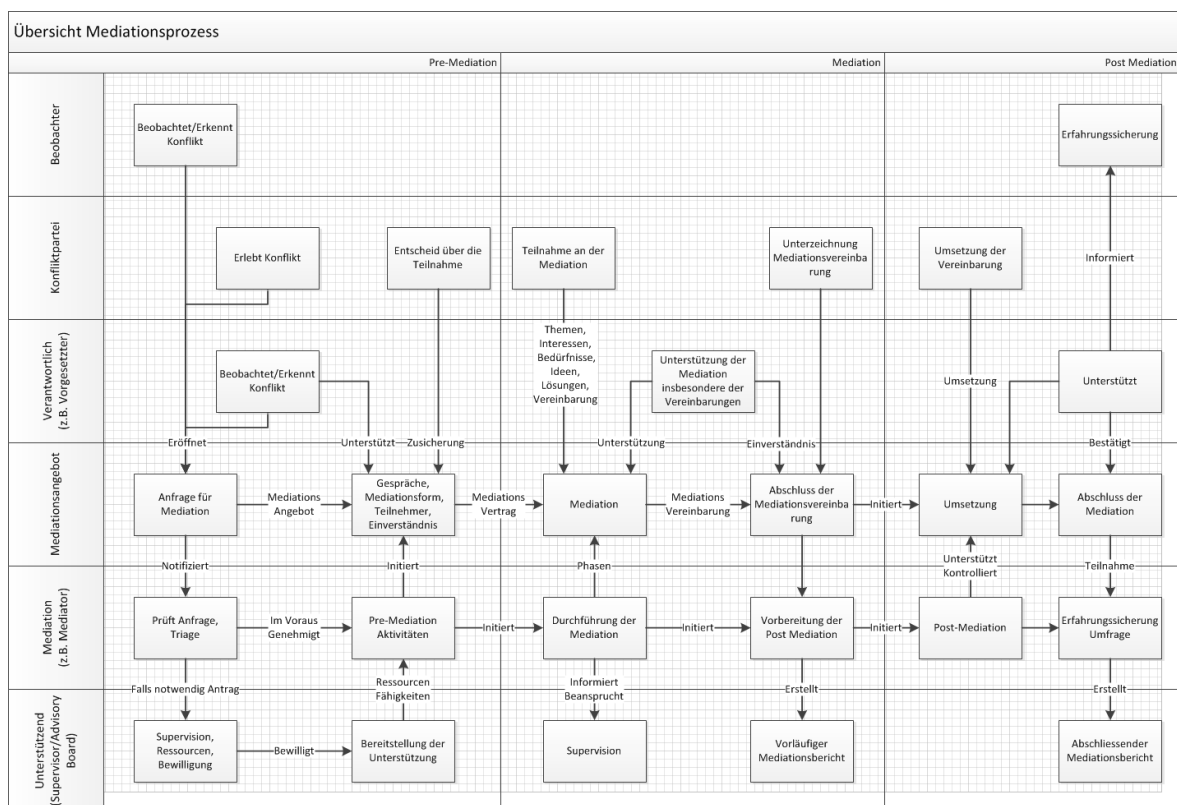 Übersicht Mediationsprozess
Pre-Mediation
Mediation
Post Mediation
Beobachter
Beobachtet/Erkennt
Konflikt
Erfahrungssicherung
Konfliktpartei
Erlebt Konflikt
Entscheid über die
Teilnahme
Teilnahme an der
Mediation
Unterzeichnung
Mediationsvereinba
rung
Umsetzung der
Vereinbarung
Informiert
Verantwortlich
(z.B. Vorgesetzter)
Beobachtet/Erkennt
Konflikt
Themen,
Interessen,
Bedürfnisse,
Ideen,
Lösungen,
Vereinbarung
Unterstützung der
Mediation
insbesondere der
Vereinbarungen
Umsetzung
Unterstützt
Eröffnet
Unterstützt
Zusicherung
Unterstützung
Einverständnis
Bestätigt
Mediationsangebot
Anfrage für
Mediation
Mediations
Angebot
Gespräche,
Mediationsform,
Teilnehmer,
Einverständnis
Mediations
Vertrag
Mediation
Mediations
Vereinbarung
Abschluss der
Mediationsvereinba
rung
Initiert
Umsetzung
Abschluss der
Mediation
Notifiziert
Initiert
Phasen
Unterstützt
Kontrolliert
Teilnahme
Mediation
(z.B. Mediator)
Prüft Anfrage,
Triage
Im Voraus
Genehmigt
Pre-Mediation
Aktivitäten
Initiert
Durchführung der
Mediation
Initiert
Vorbereitung der
Post Mediation
Initiert
Post-Mediation
Erfahrungssicherung
Umfrage
Falls notwendig Antrag
Ressourcen
Fähigkeiten
Informiert
Beansprucht
Erstellt
Erstellt
Unterstützend
(Supervisor/Advisory
Board)
Supervision,
Ressourcen,
Bewilligung
Bewilligt
Bereitstellung der
Unterstützung
Supervision
Vorläufiger
Mediationsbericht
Abschliessender
Mediationsbericht